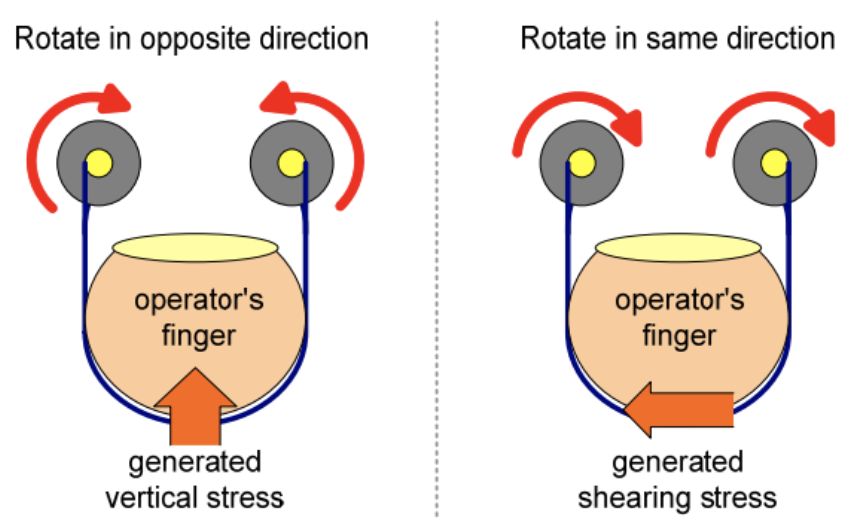 Rotate in opposite direction
operator's
finger
generated
vertical stress
Rotate in same direction
operator's
finger
generated
shearing stress